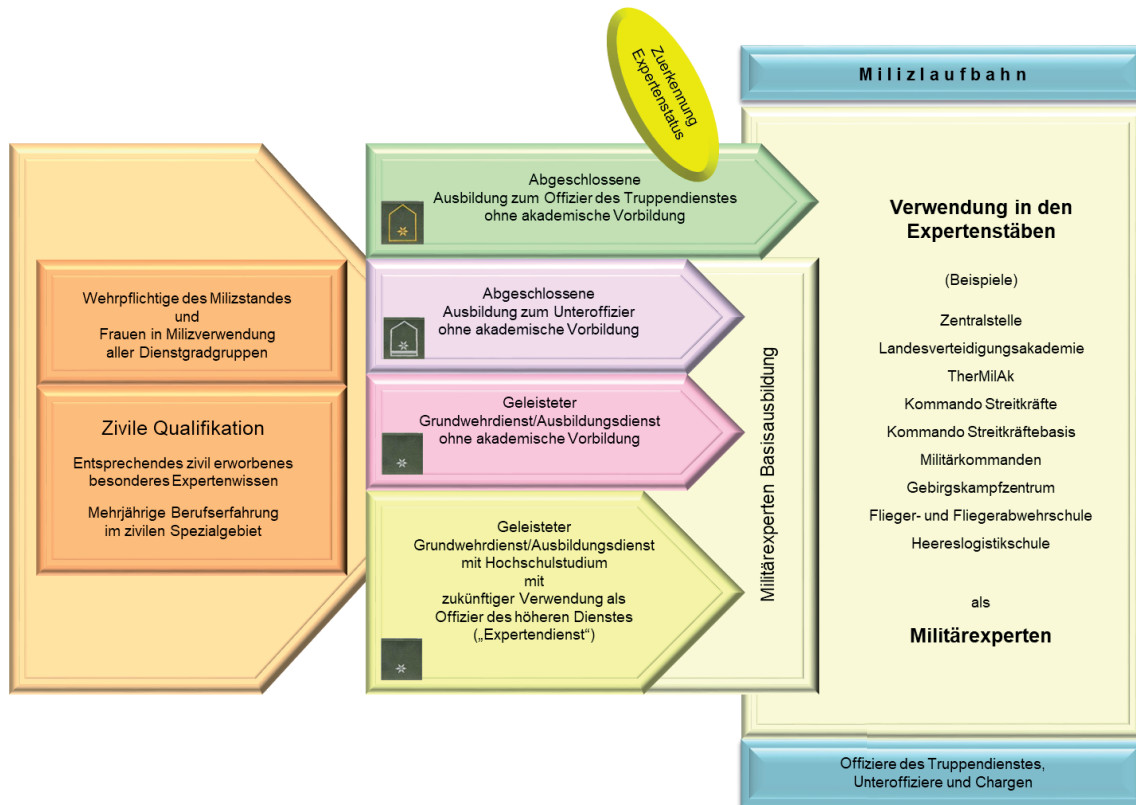 Zuerkennung
Expertenstatus
Milizlaufbahn
Wehrpflichtige des Milizstandes
und
Frauen in Milizverwendung
aller Dienstgradgruppen
Zivile Qualifikation
Entsprechendes zivil erworbenes
besonderes Expertenwissen
Mehrjährige Berufserfahrung
im zivilen Spezialgebiet
Abgeschlossene
Ausbildung zum Offizier des Truppendienstes
ohne akademische Vorbildung
Abgeschlossene
Ausbildung zum Unteroffizier
ohne akademische Vorbildung
Geleisteter
Grundwehrdienst/Ausbildungsdienst
ohne akademische Vorbildung
Geleisteter
Grundwehrdienst/Ausbildungsdienst
mit Hochschulstudium
mit
zukünftiger Verwendung als
Offizier des höheren Dienstes
(„Expertendienst“)
Militärexperten Basisausbildung
Verwendung in den
Expertenstäben
(Beispiele)
Zentralstelle
Landesverteidigungsakademie
TherMilAk
Kommando Streitkräfte
Kommando Streitkräftebasis
Militärkommanden
Gebirgskampfzentrum
Flieger- und Fliegerabwehrschule
Heereslogistikschule
als
Militärexperten
Offiziere des Truppendienstes,
Unteroffiziere und Chargen